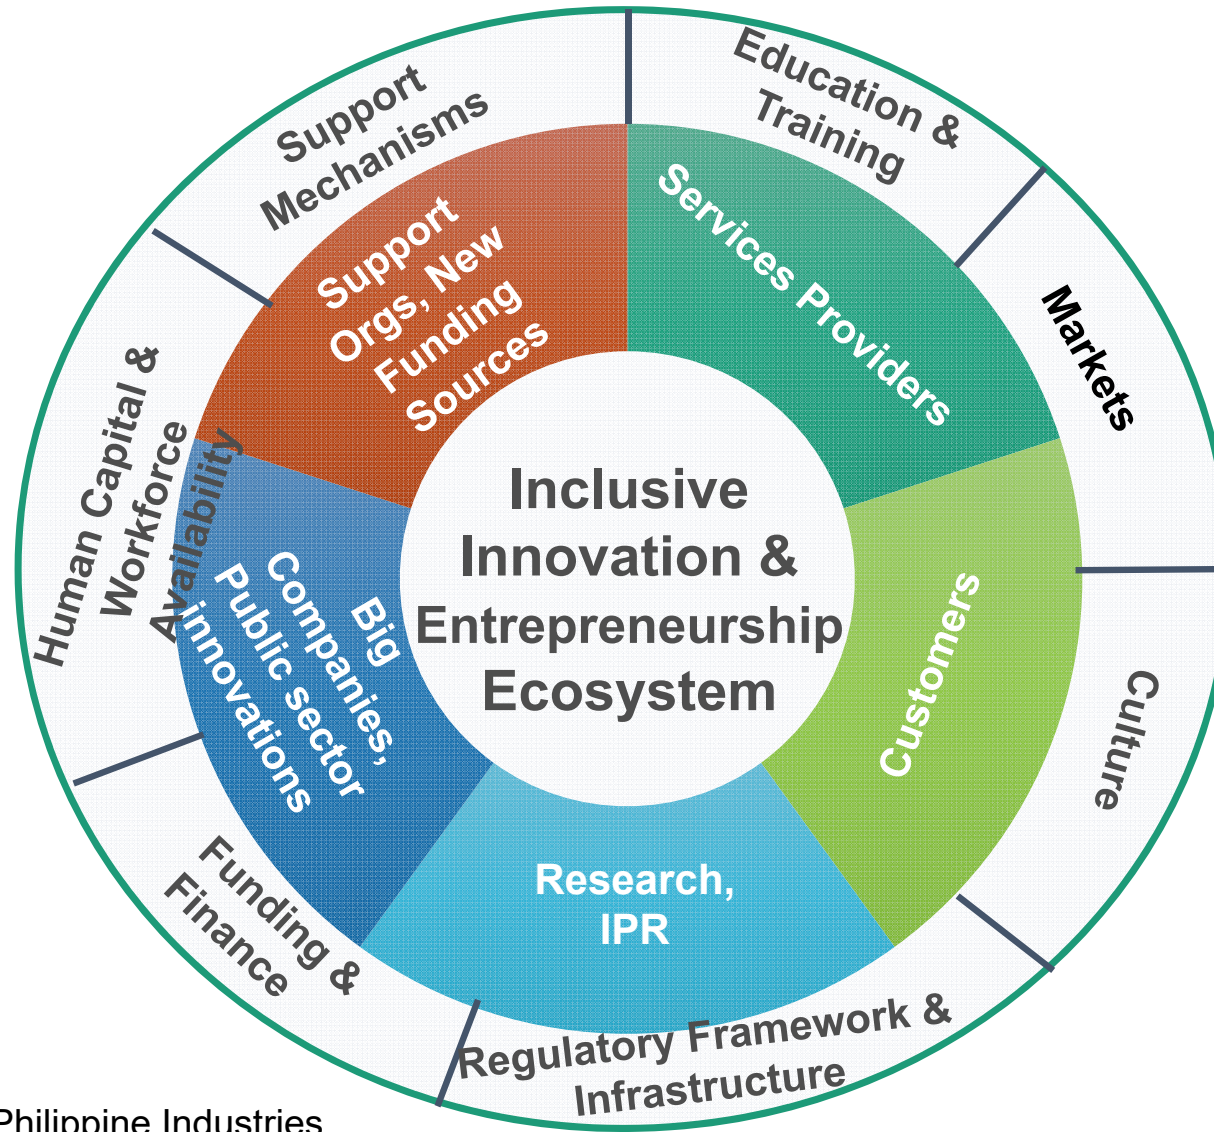 Education &
Training
Markets
Culture
Regulatory Framework &
Infrastructure
Funding &
Finance
Human Capital &
Workforce
Availability
Support
Mechanisms
Services Providers
Customers
Research,
IPR
Big
Companies,
Public sector
innovations
Support
Orgs, New
Funding
Sources
Inclusive
Innovation &
Entrepreneurship
Ecosystem
Philippine Industries